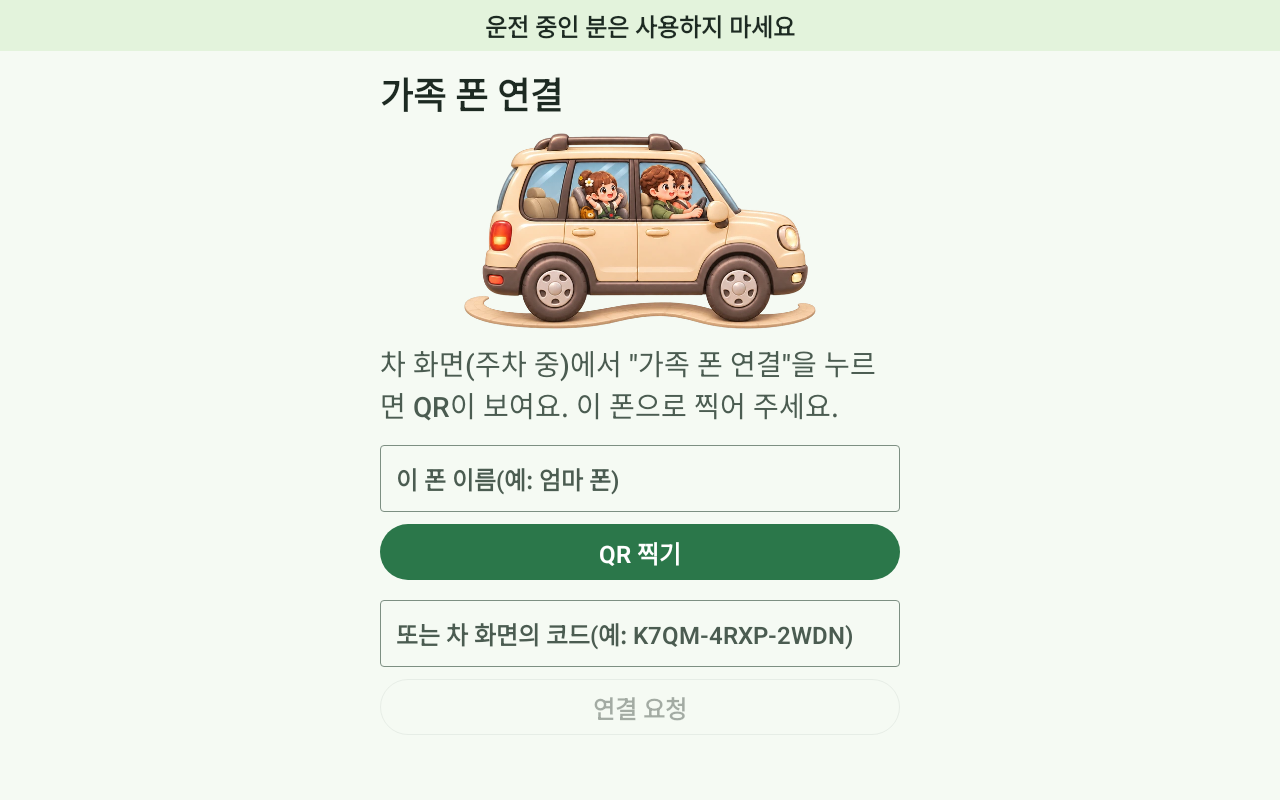 운전 중인 분은 사용하지 마세요
가족 폰 연결
차 화면(주차 중)에서 "가족 폰 연결"을 누르
면 QR이 보여요. 이 폰으로 찍어 주세요.
이 폰 이름(예: 엄마 폰)
QR 찍기
또는 차 화면의 코드(예: K7QM-4RXP-2WDN)
연결 요청